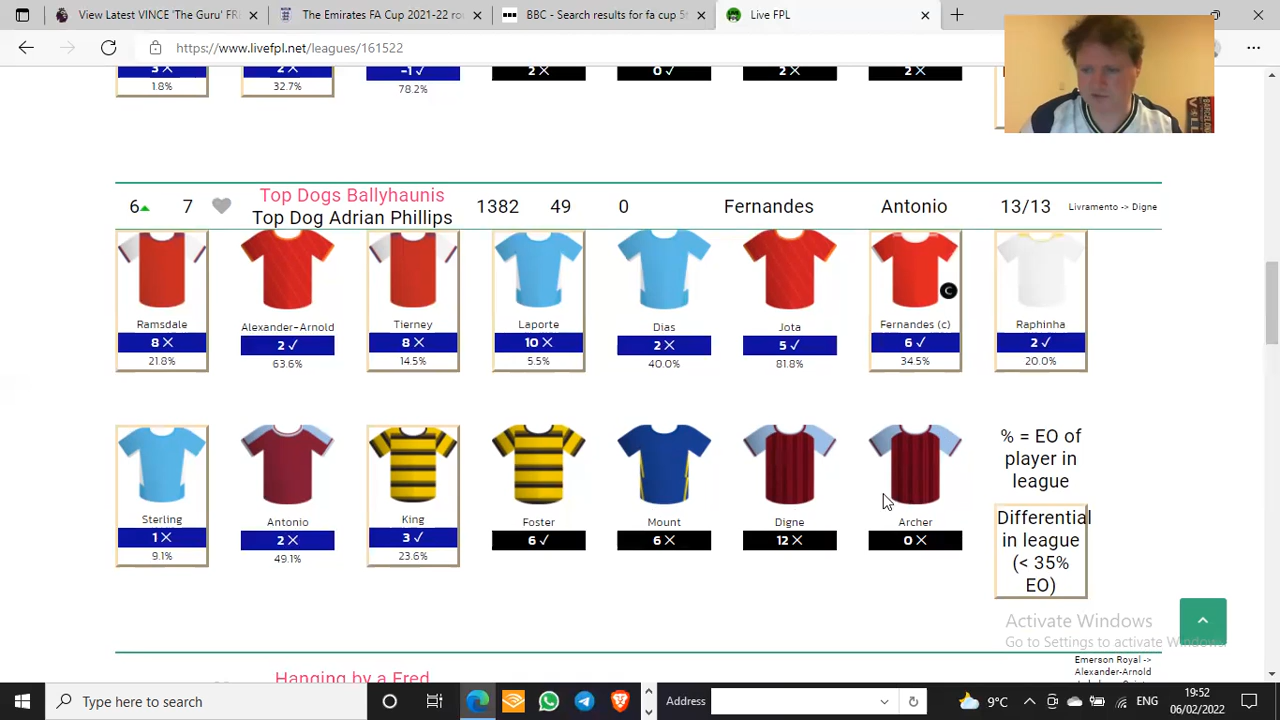 View Latest VINCE 'The Guru' FR
The Emirates FA Cup 2021-22 ro
BBC - Search results for fa cup 5t
Live FPL
https://www.livefpl.net/leagues/161522
3 ✕ 2 ✕ -1 ✓ 2 ✕ 0 ✓ 2 ✕ 2 ✕
1.8% 32.7% 78.2%
Top Dogs Ballyhaunis
6 7 Top Dog Adrian Phillips 1382 49 0 Fernandes Antonio 13/13 Livramento -> Digne
Ramsdale Alexander-Arnold Tierney Laporte Dias Jota Fernandes (c) Raphinha
C
8 ✕ 2 ✓ 8 ✕ 10 ✕ 2 ✕ 5 ✓ 6 ✓ 2 ✓
21.8% 63.6% 14.5% 5.5% 40.0% 81.8% 34.5% 20.0%
% = EO of
player in
league
Sterling Antonio King Foster Mount Digne Archer
1 ✕ 2 ✕ 3 ✓ 6 ✓ 6 ✕ 12 ✕ 0 ✕
9.1% 49.1% 23.6%
Differential
in league
(< 35%
EO)
Activate Windows
Go to Settings to activate Windows.
Emerson Royal ->
Alexander-Arnold
Hanging by a Fred
Type here to search
Address
9°C
ENG
19:52
06/02/2022
BARCELON